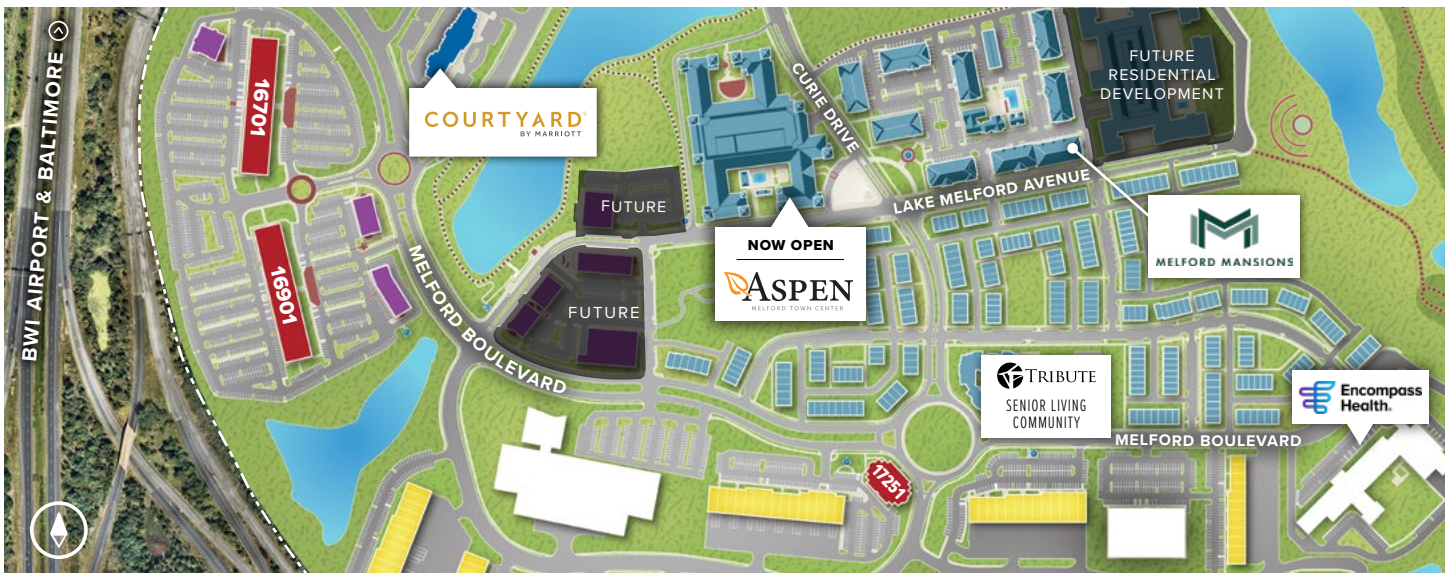 BWI AIRPORT & BALTIMORE
16701
16901
COURTYARD
BY MARRIOTT
MELFORD BOULEVARD
FUTURE
FUTURE
CURIE DRIVE
NOW OPEN
ASPEN
MELFORD TOWN CENTER
LAKE MELFORD AVENUE
FUTURE
RESIDENTIAL
DEVELOPMENT
MELFORD MANSIONS
TRIBUTE
SENIOR LIVING
COMMUNITY
Encompass
Health.
MELFORD BOULEVARD
17251